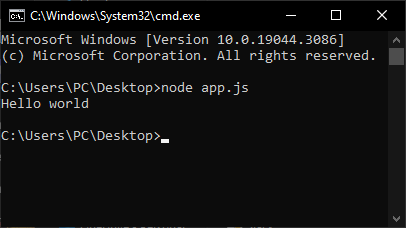 C:\Windows\System32\cmd.exe
Microsoft Windows [Version 10.0.19044.3086]
(c) Microsoft Corporation. All rights reserved.
C:\Users\PC\Desktop>node app.js
Hello world
C:\Users\PC\Desktop>